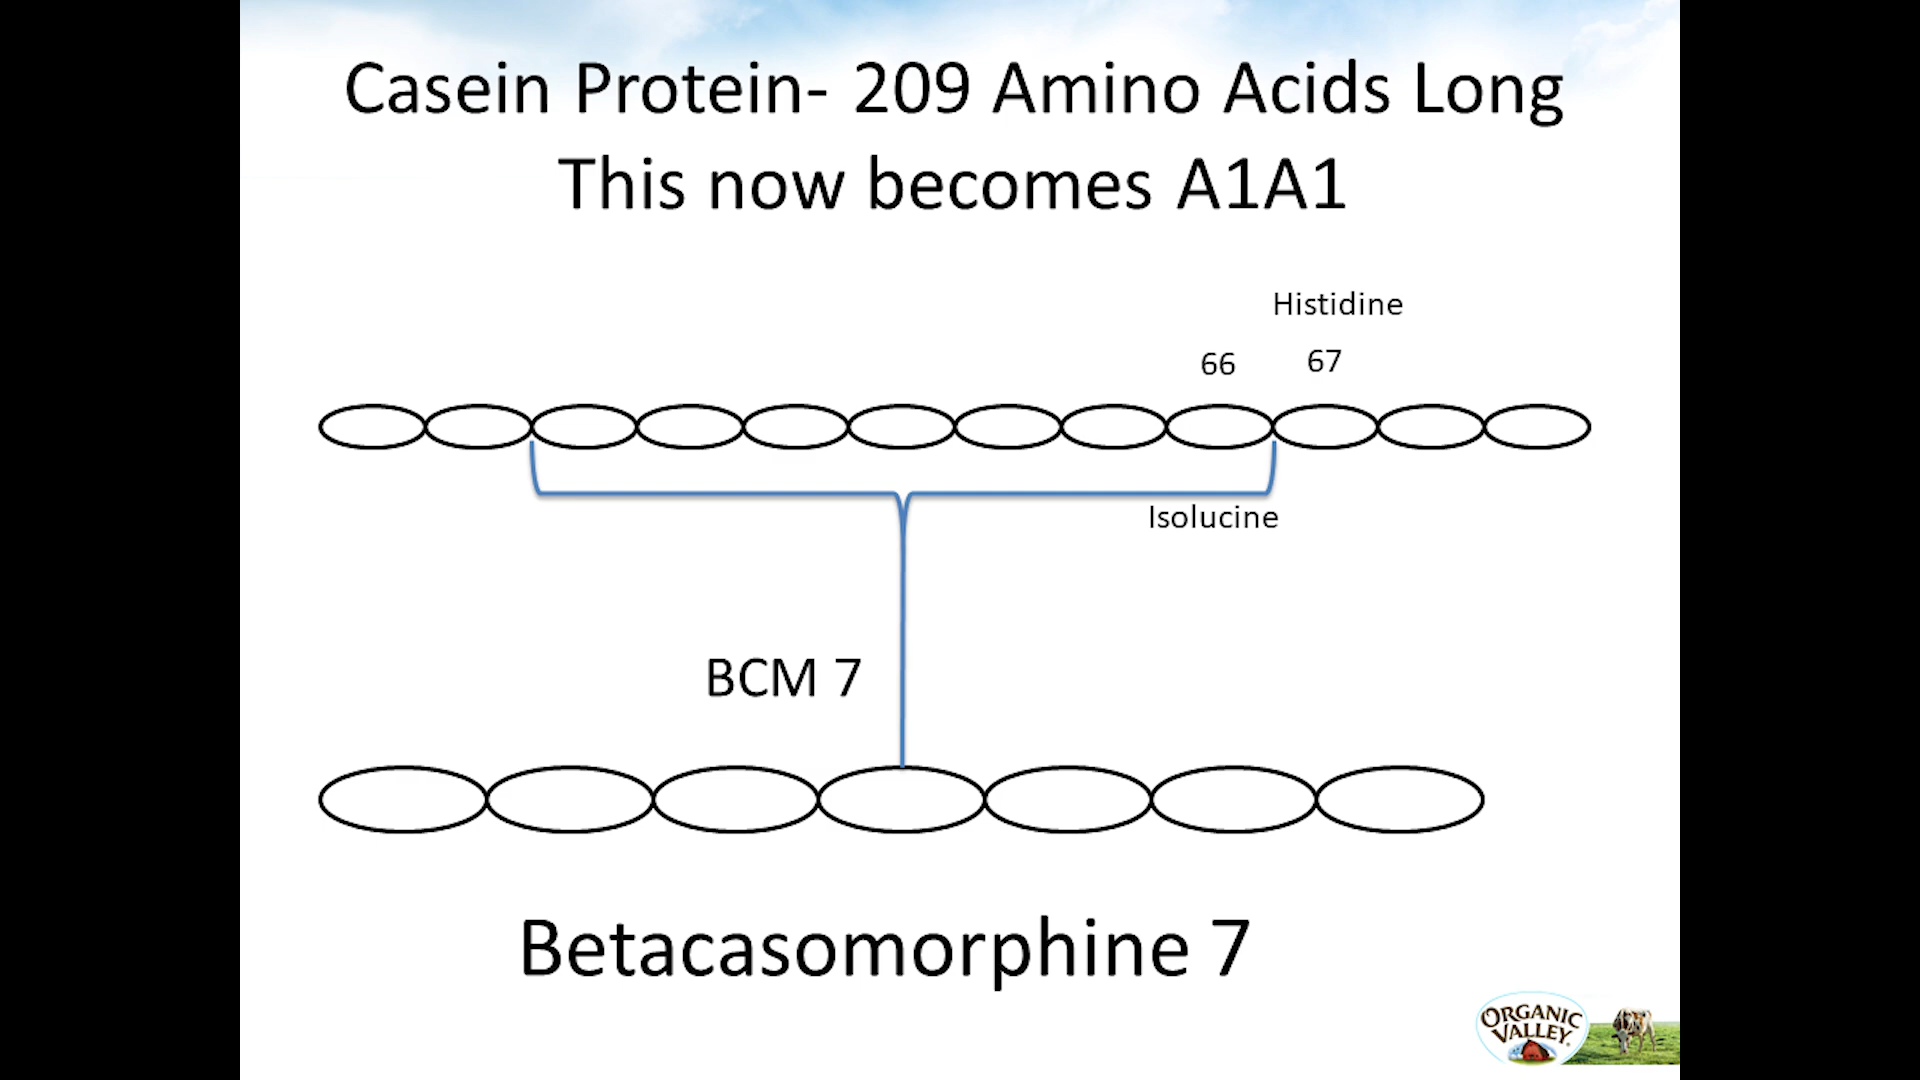 Casein Protein- 209 Amino Acids Long
This now becomes A1A1
Histidine
66 67
Isolucine
BCM 7
Betacasomorphine 7
ORGANIC
VALLEY